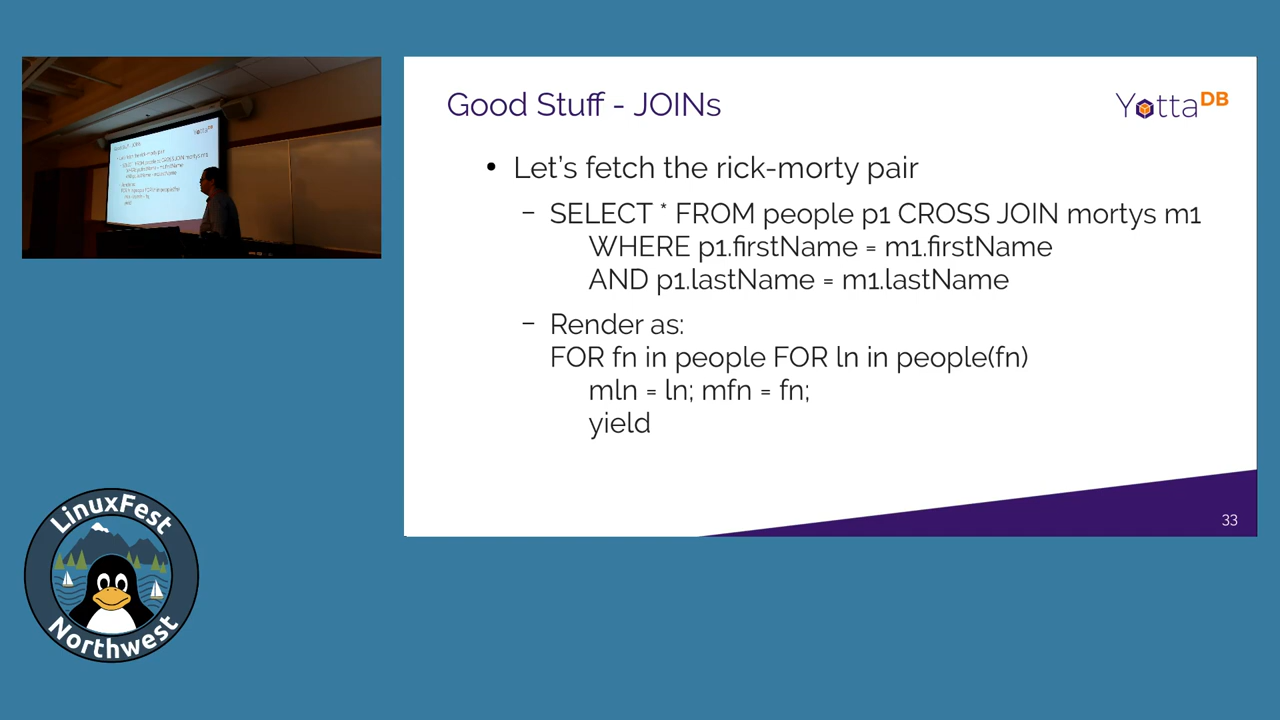 Good Stuff - JOINs
YottaDB
• Let's fetch the rick-morty pair
– SELECT * FROM people p1 CROSS JOIN mortys m1
WHERE p1.firstName = m1.firstName
AND p1.lastName = m1.lastName
– Render as:
FOR fn in people FOR ln in people(fn)
mln = ln; mfn = fn;
yield
33
LinuxFest
Northwest